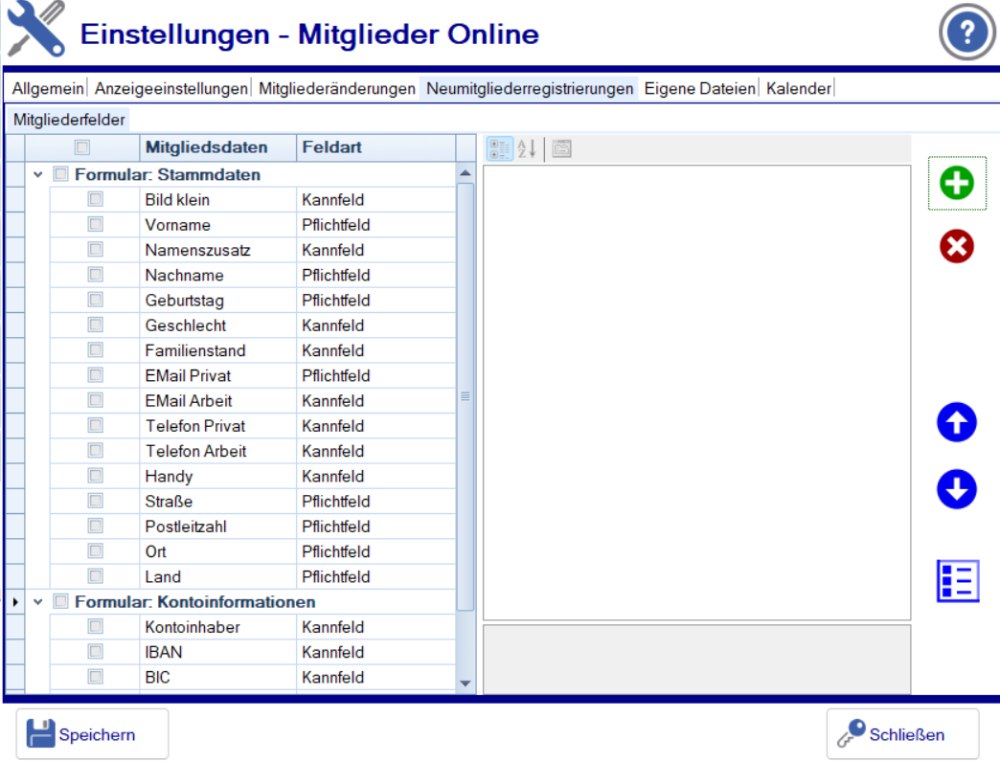 Einstellungen - Mitglieder Online
?
Allgemein Anzeigeeinstellungen Mitgliederänderungen Neumitgliederregistrierungen Eigene Dateien Kalender
Mitgliederfelder
Mitgliedsdaten Feldart
Formular: Stammdaten
Bild klein Kannfeld
Vorname Pflichtfeld
Namenszusatz Kannfeld
Nachname Pflichtfeld
Geburtstag Pflichtfeld
Geschlecht Kannfeld
Familienstand Kannfeld
EMail Privat Pflichtfeld
EMail Arbeit Kannfeld
Telefon Privat Kannfeld
Telefon Arbeit Kannfeld
Handy Kannfeld
Straße Pflichtfeld
Postleitzahl Pflichtfeld
Ort Pflichtfeld
Land Pflichtfeld
Formular: Kontoinformationen
Kontoinhaber Kannfeld
IBAN Kannfeld
BIC Kannfeld
Speichern Schließen